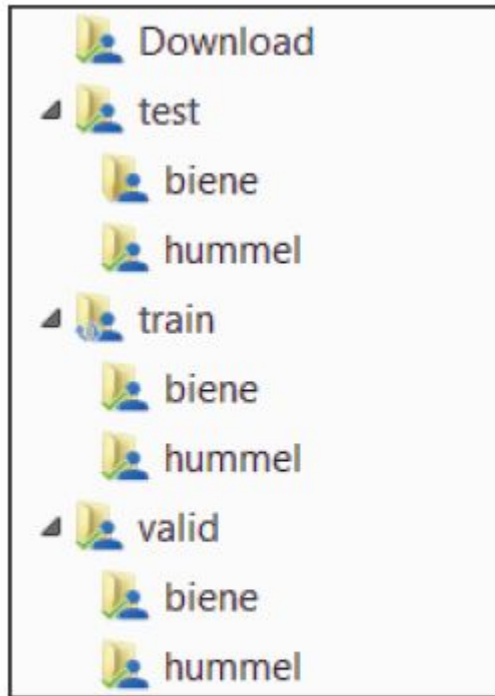 Download
test
biene
hummel
train
biene
hummel
valid
biene
hummel